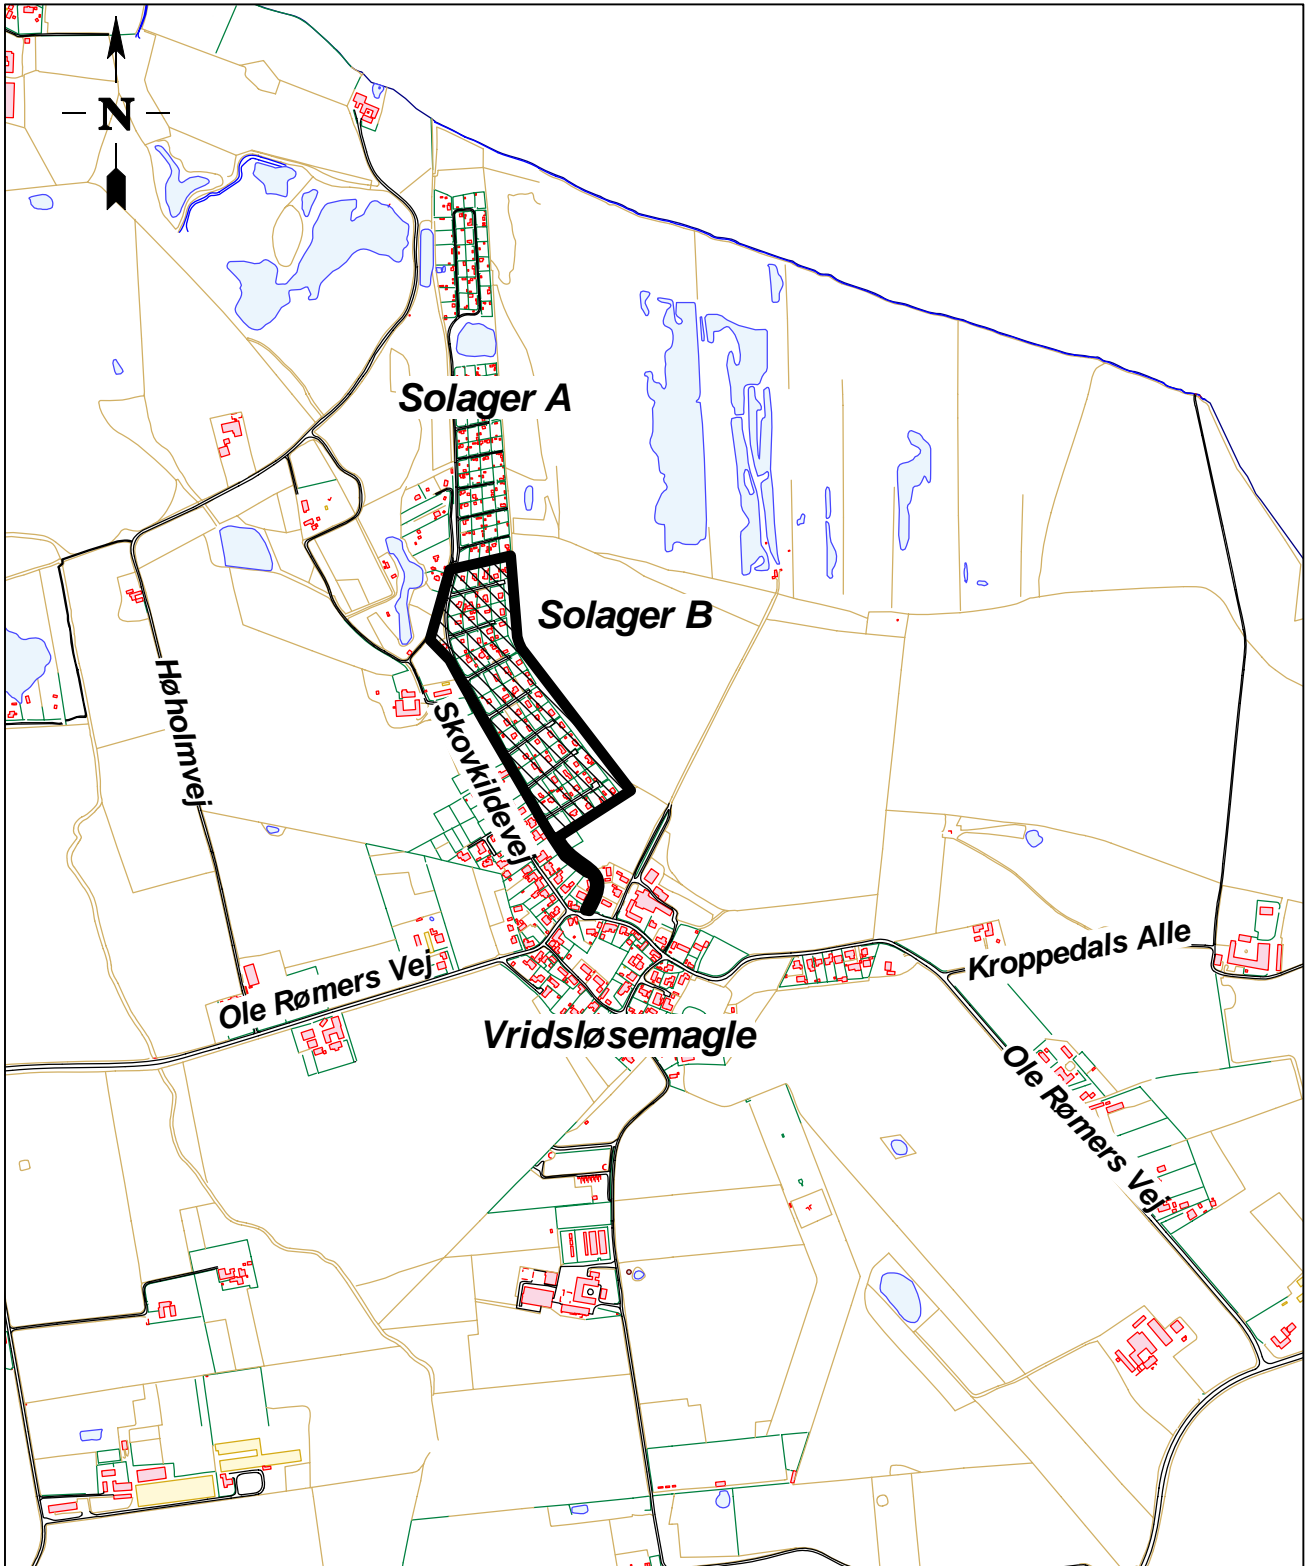 N
Solager A
Solager B
Høholmvej
Skovkildevej
Ole Rømers Vej
Kroppedals Alle
Vridsløsemagle
Ole Rømers Vej